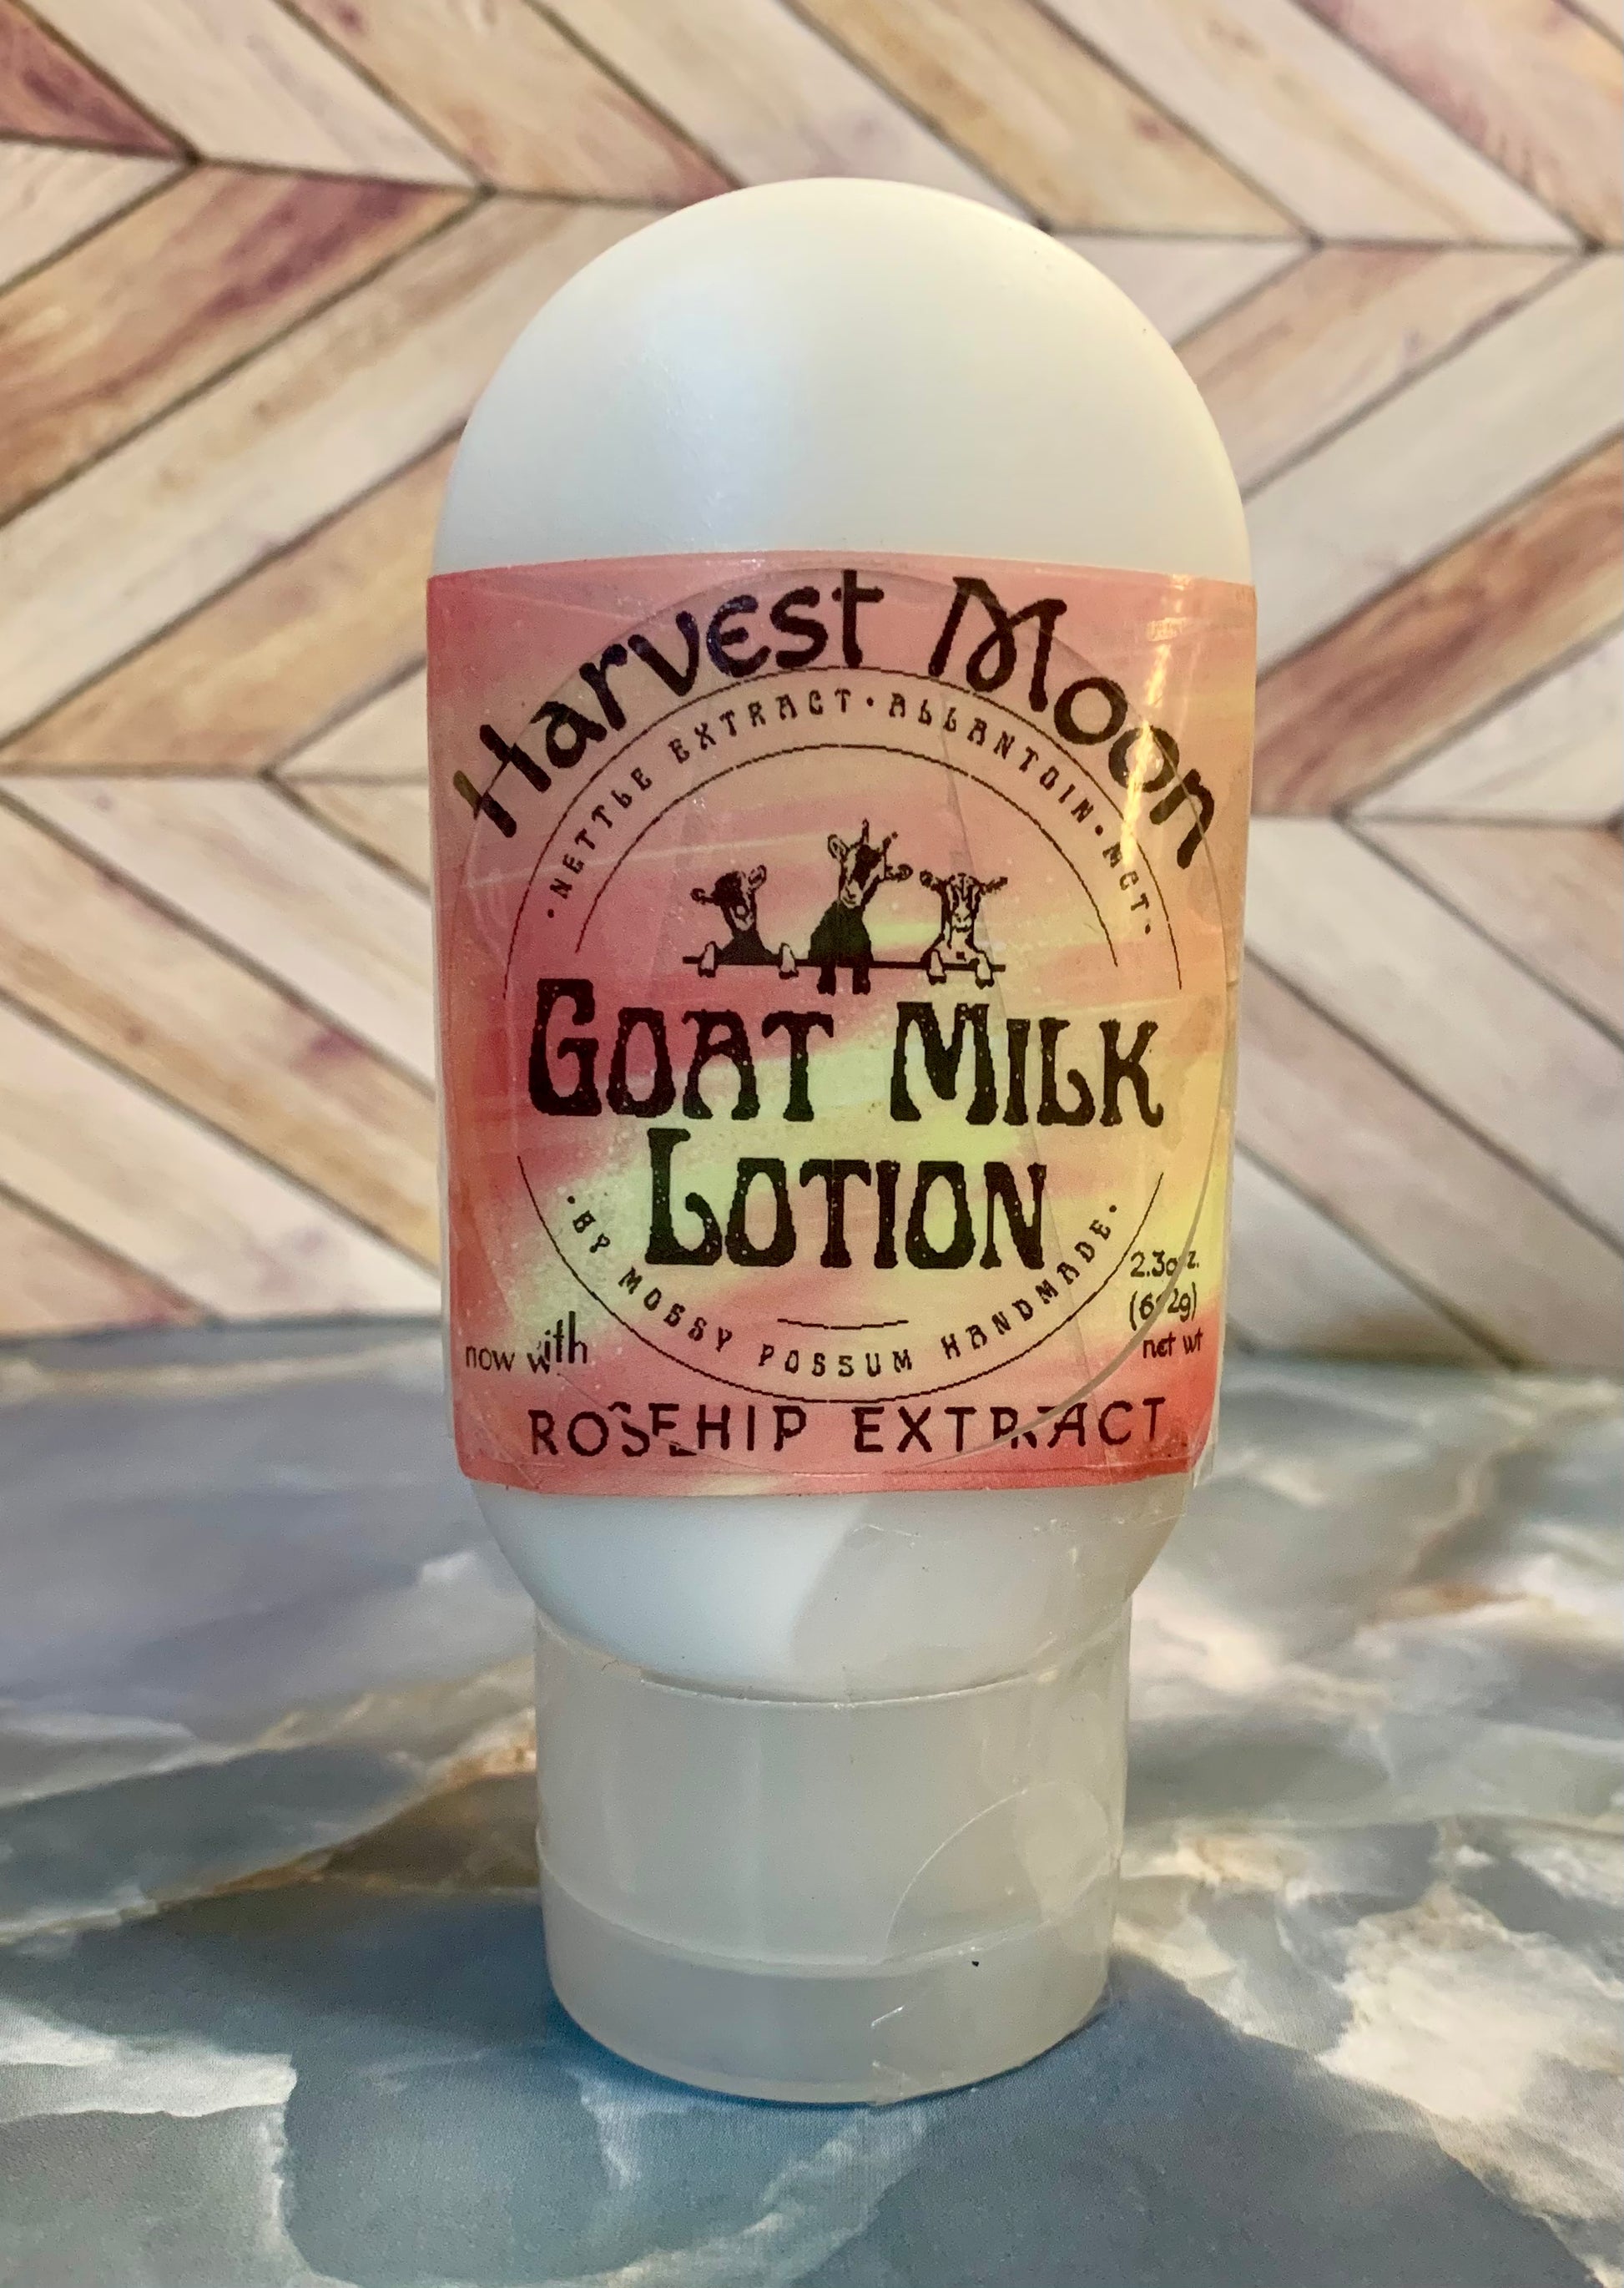 Harvest Moon
·NETTLE EXTRACT·ALLANTOIN·MCT·
GOAT MILK
LOTION
·BY MOSSY POSSUM HANDMADE·
2.3oz.
net wt
now with
ROSEHIP EXTRACT